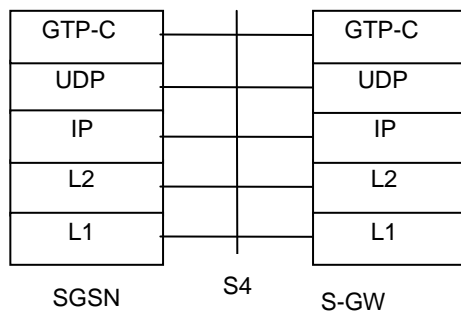 GTP-C GTP-C
UDP UDP
IP IP
L2 L2
L1 L1
SGSN S4 S-GW